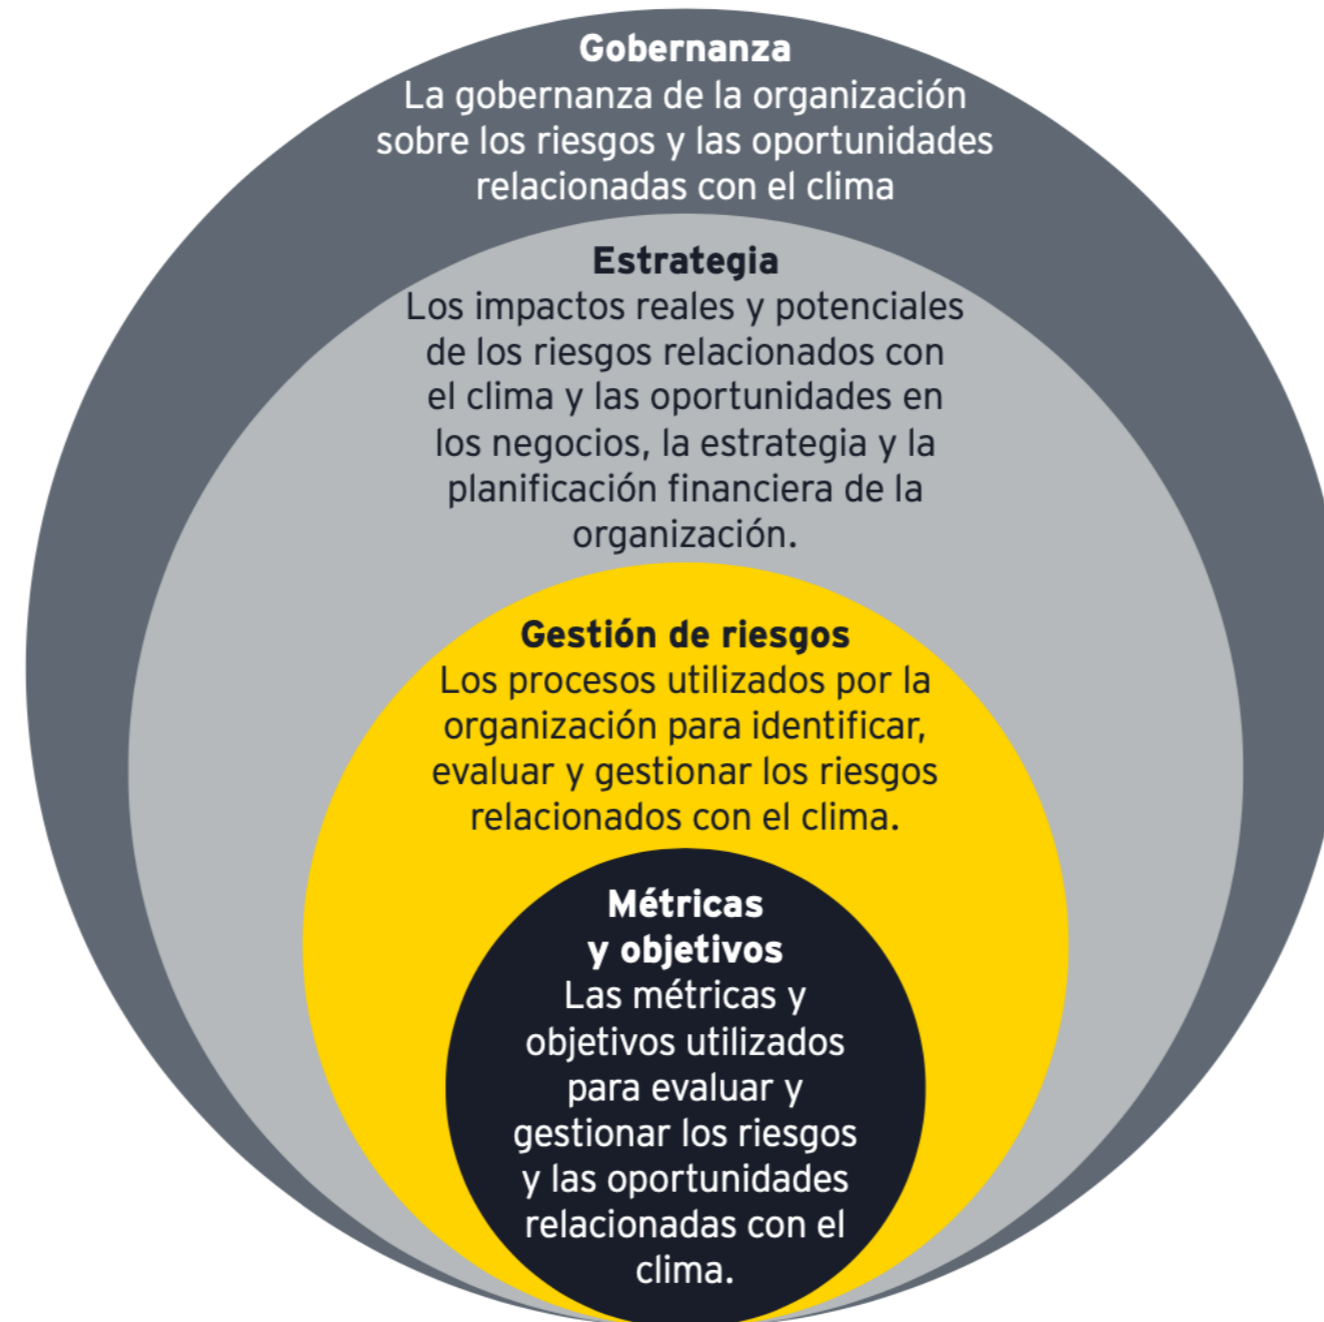 Gobernanza
La gobernanza de la organización
sobre los riesgos y las oportunidades
relacionadas con el clima
Estrategia
Los impactos reales y potenciales
de los riesgos relacionados con
el clima y las oportunidades en
los negocios, la estrategia y la
planificación financiera de la
organización.
Gestión de riesgos
Los procesos utilizados por la
organización para identificar,
evaluar y gestionar los riesgos
relacionados con el clima.
Métricas
y objetivos
Las métricas y
objetivos utilizados
para evaluar y
gestionar los riesgos
y las oportunidades
relacionadas con el
clima.